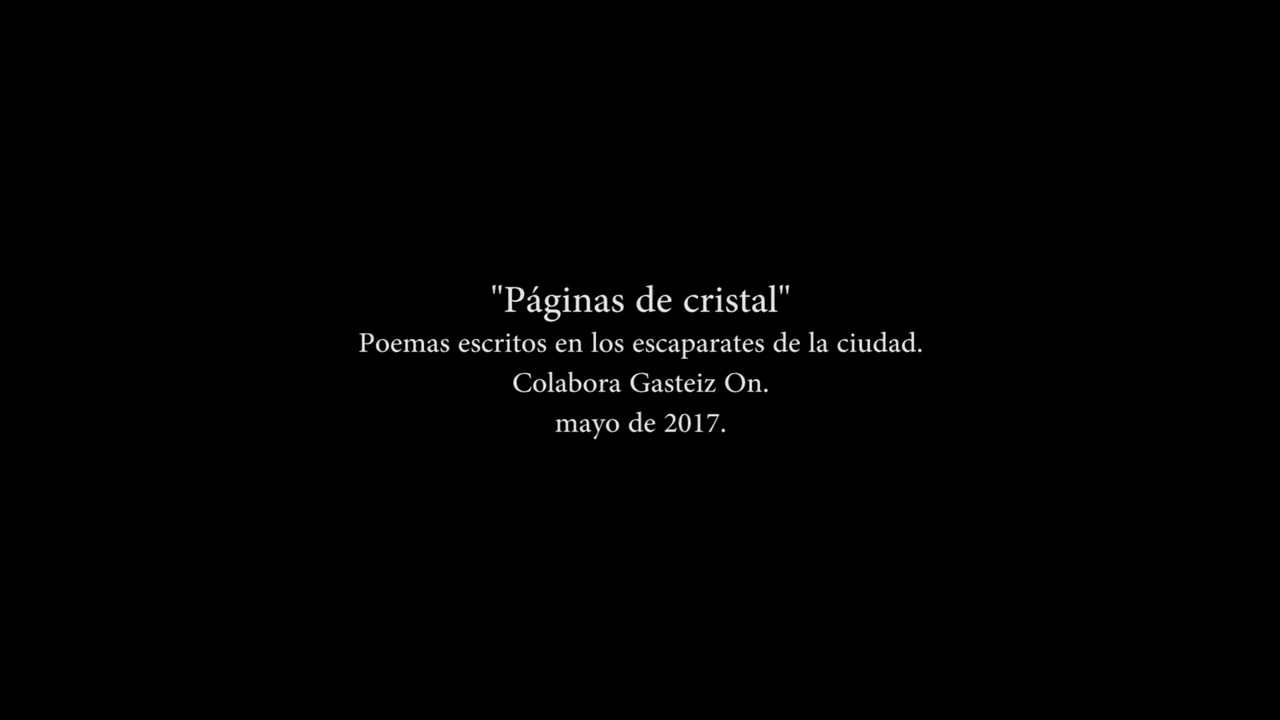 "Páginas de cristal"
Poemas escritos en los escaparates de la ciudad.
Colabora Gasteiz On.
mayo de 2017.